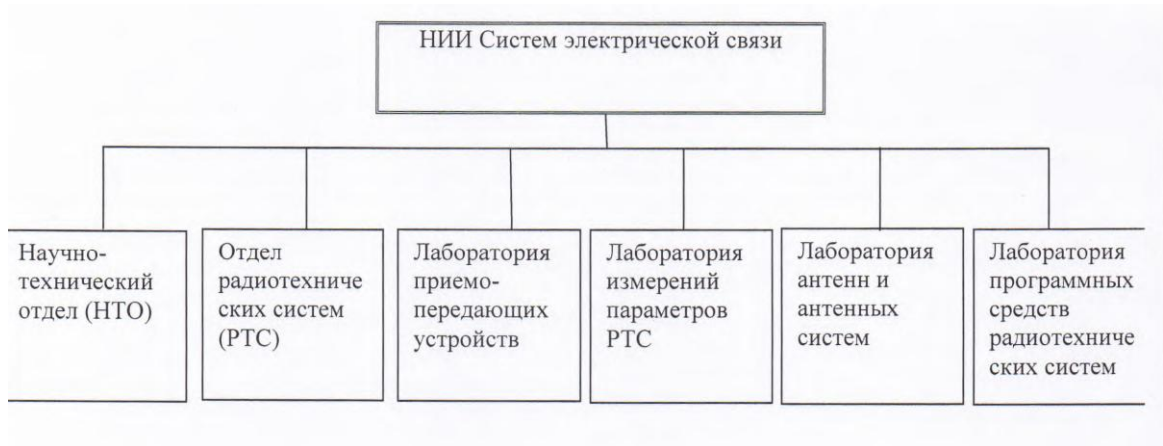 НИИ Систем электрической связи
Научно-
технический
отдел (НТО)
Отдел
радиотехниче
ских систем
(РТС)
Лаборатория
приемо-
передающих
устройств
Лаборатория
измерений
параметров
РТС
Лаборатория
антенн и
антенных
систем
Лаборатория
программных
средств
радиотехниче
ских систем